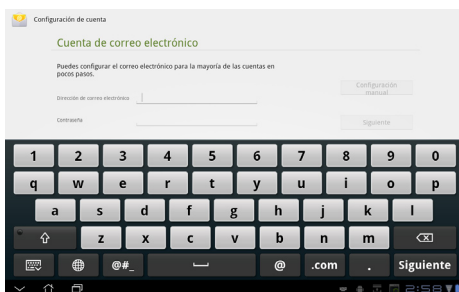 Configuración de cuenta
Cuenta de correo electrónico
Puedes configurar el correo electrónico para la mayoría de las cuentas en
pocos pasos.
Configuración
manual
Dirección de correo electrónico
Contraseña
Siguiente
1 2 3 4 5 6 7 8 9 0
q w e r t y u i o p
a s d f g h j k l
z x c v b n m
@#_ @ .com . Siguiente
2:58